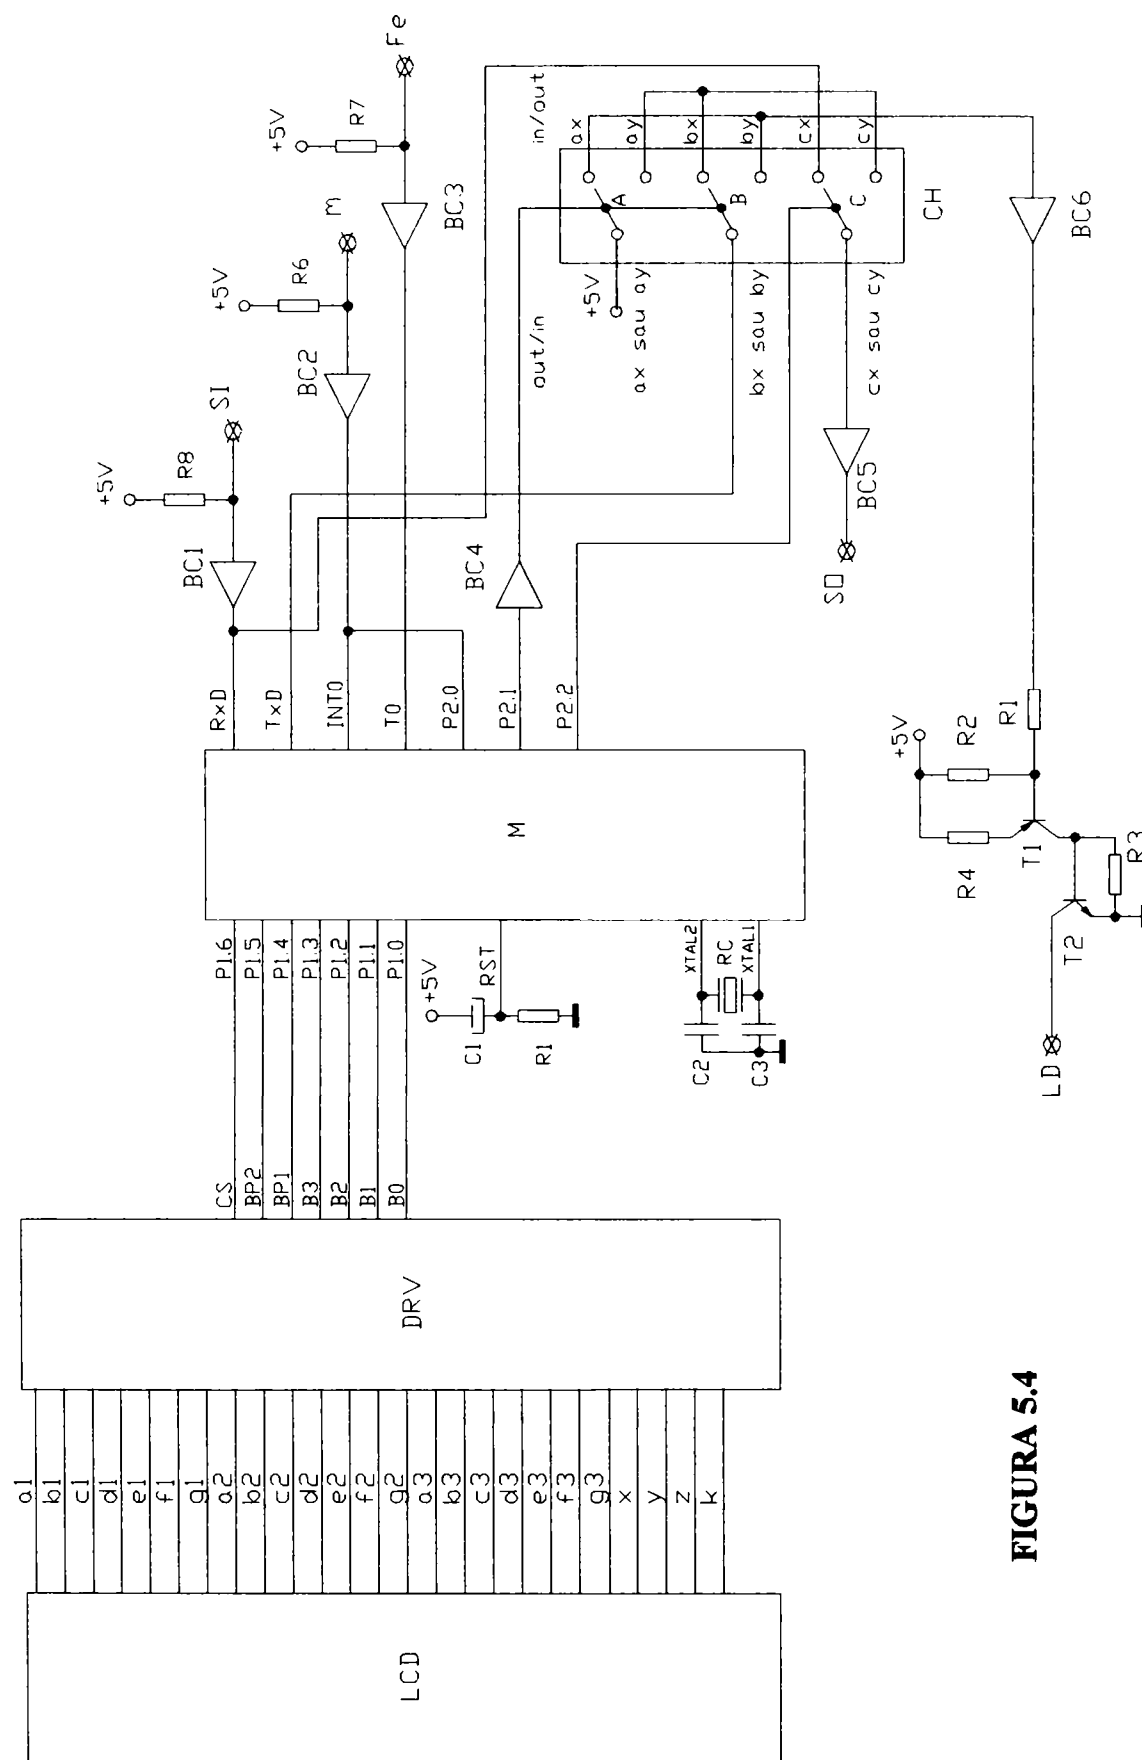 LCD
a1
b1
c1
d1
e1
f1
g1
a2
b2
c2
d2
e2
f2
g2
a3
b3
c3
d3
e3
f3
g3
x
y
z
k
DRV
CS
BP2
BP1
B3
B2
B1
B0
P1.6
P1.5
P1.4
P1.3
P1.2
P1.1
P1.0
+5V
C1
RST
R1
XTAL2
RC
XTAL1
C2
C3
M
RxD
TxD
INT0
T0
P2.0
P2.1
P2.2
BC1
+5V
R8
SI
BC2
+5V
R6
m
BC3
+5V
R7
Fe
BC4
out/in
in/out
+5V
ax sau ay
bx sau by
cx sau cy
A
B
C
ax
ay
bx
by
cx
cy
CH
BC5
SO
BC6
LD
T2
T1
R3
R4
+5V
R2
R1
FIGURA 5.4